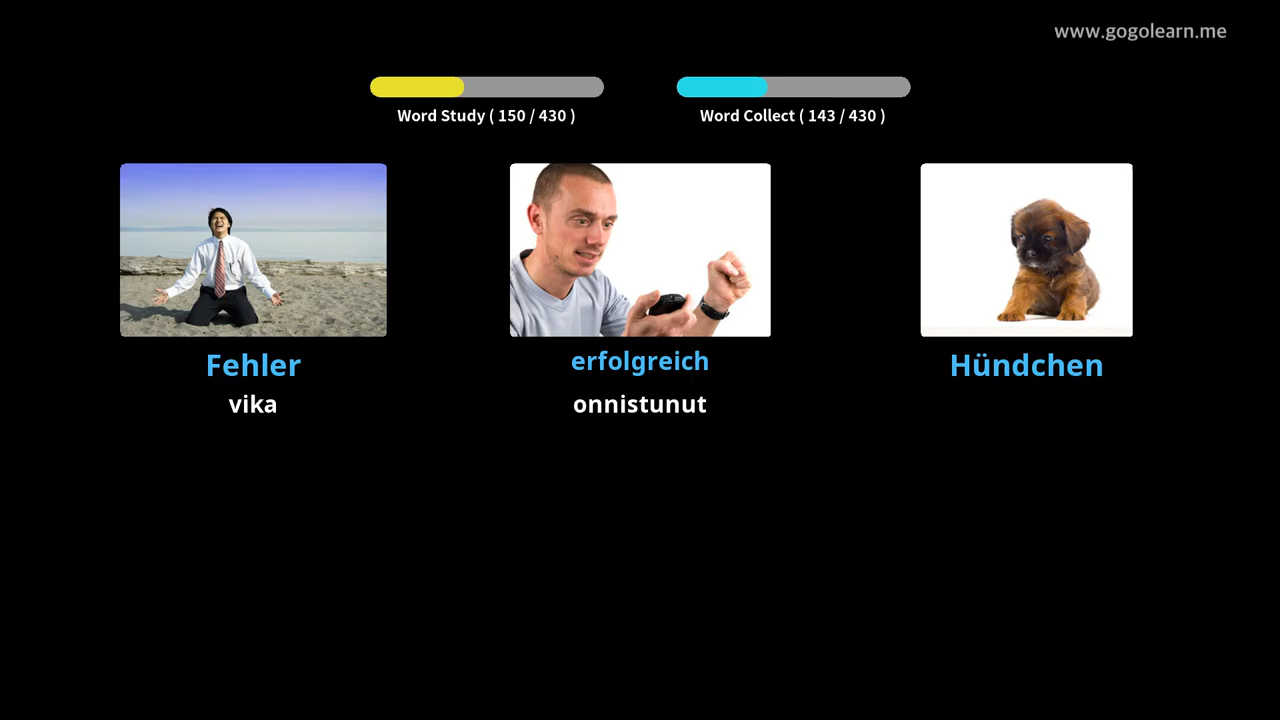 www.gogolearn.me
Word Study ( 150 / 430 )
Word Collect ( 143 / 430 )
Fehler
erfolgreich
Hündchen
vika
onnistunut